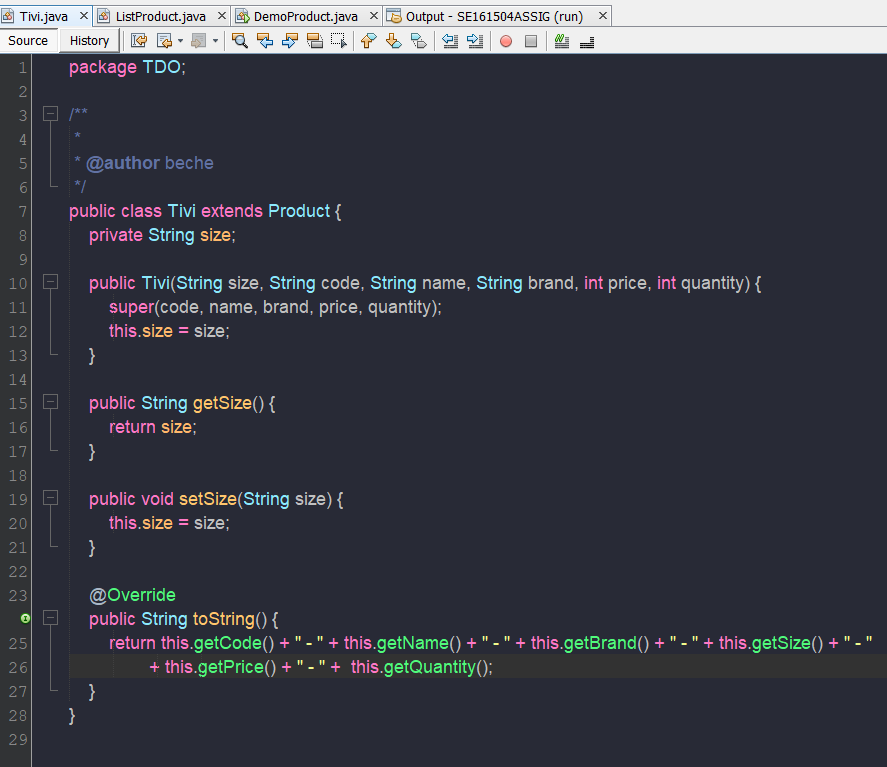 Tivi.java ListProduct.java DemoProduct.java Output - SE161504ASSIG (run)
Source History
1 package TDO;
2
3 /**
4 *
5 * @author beche
6 */
7 public class Tivi extends Product {
8 private String size;
9
10 public Tivi(String size, String code, String name, String brand, int price, int quantity) {
11 super(code, name, brand, price, quantity);
12 this.size = size;
13 }
14
15 public String getSize() {
16 return size;
17 }
18
19 public void setSize(String size) {
20 this.size = size;
21 }
22
23 @Override
public String toString() {
25 return this.getCode() + " - " + this.getName() + " - " + this.getBrand() + " - " + this.getSize() + " - "
26 + this.getPrice() + " - " + this.getQuantity();
27 }
28 }
29